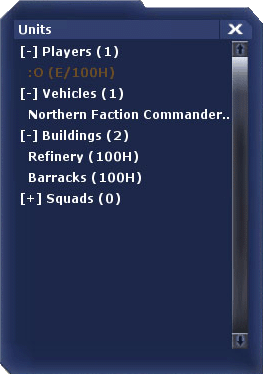 Units
[-] Players (1)
:O (E/100H)
[-] Vehicles (1)
Northern Faction Commander..
[-] Buildings (2)
Refinery (100H)
Barracks (100H)
[+] Squads (0)